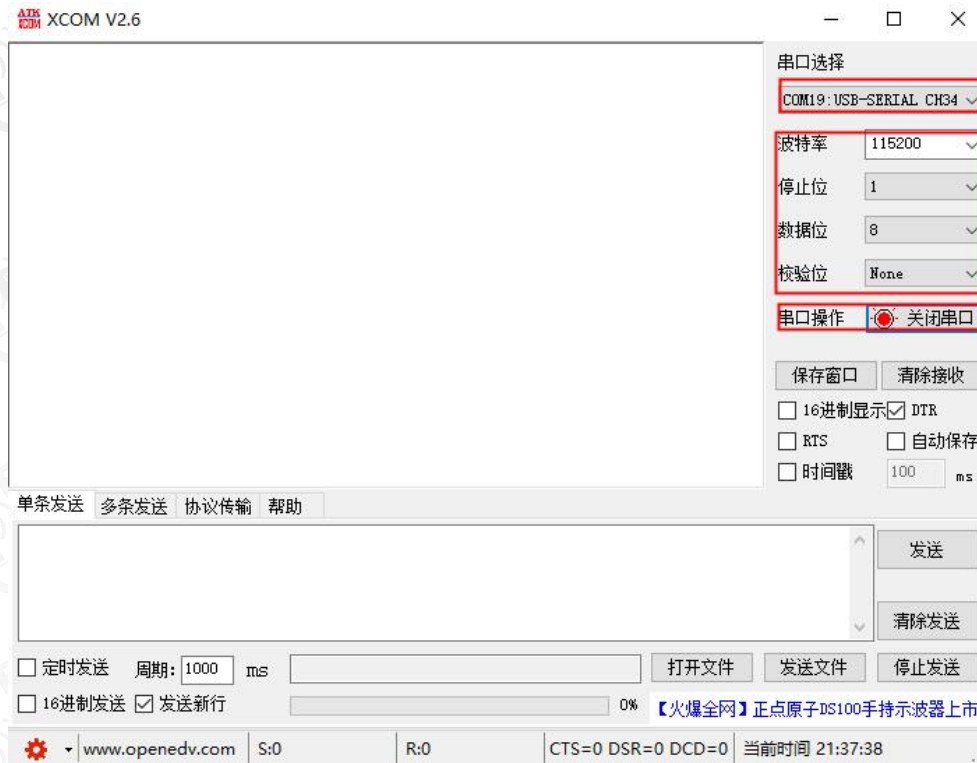 ATK XCOM XCOM V2.6
串口选择
COM19:USB-SERIAL CH34
波特率 115200
停止位 1
数据位 8
校验位 None
串口操作 关闭串口
保存窗口 清除接收
16进制显示 DTR
RTS 自动保存
时间戳 100 ms
单条发送 多条发送 协议传输 帮助
发送
清除发送
定时发送 周期: 1000 ms 打开文件 发送文件 停止发送
16进制发送 发送新行 0% 【火爆全网】正点原子DS100手持示波器上市
www.openedv.com S:0 R:0 CTS=0 DSR=0 DCD=0 当前时间 21:37:38